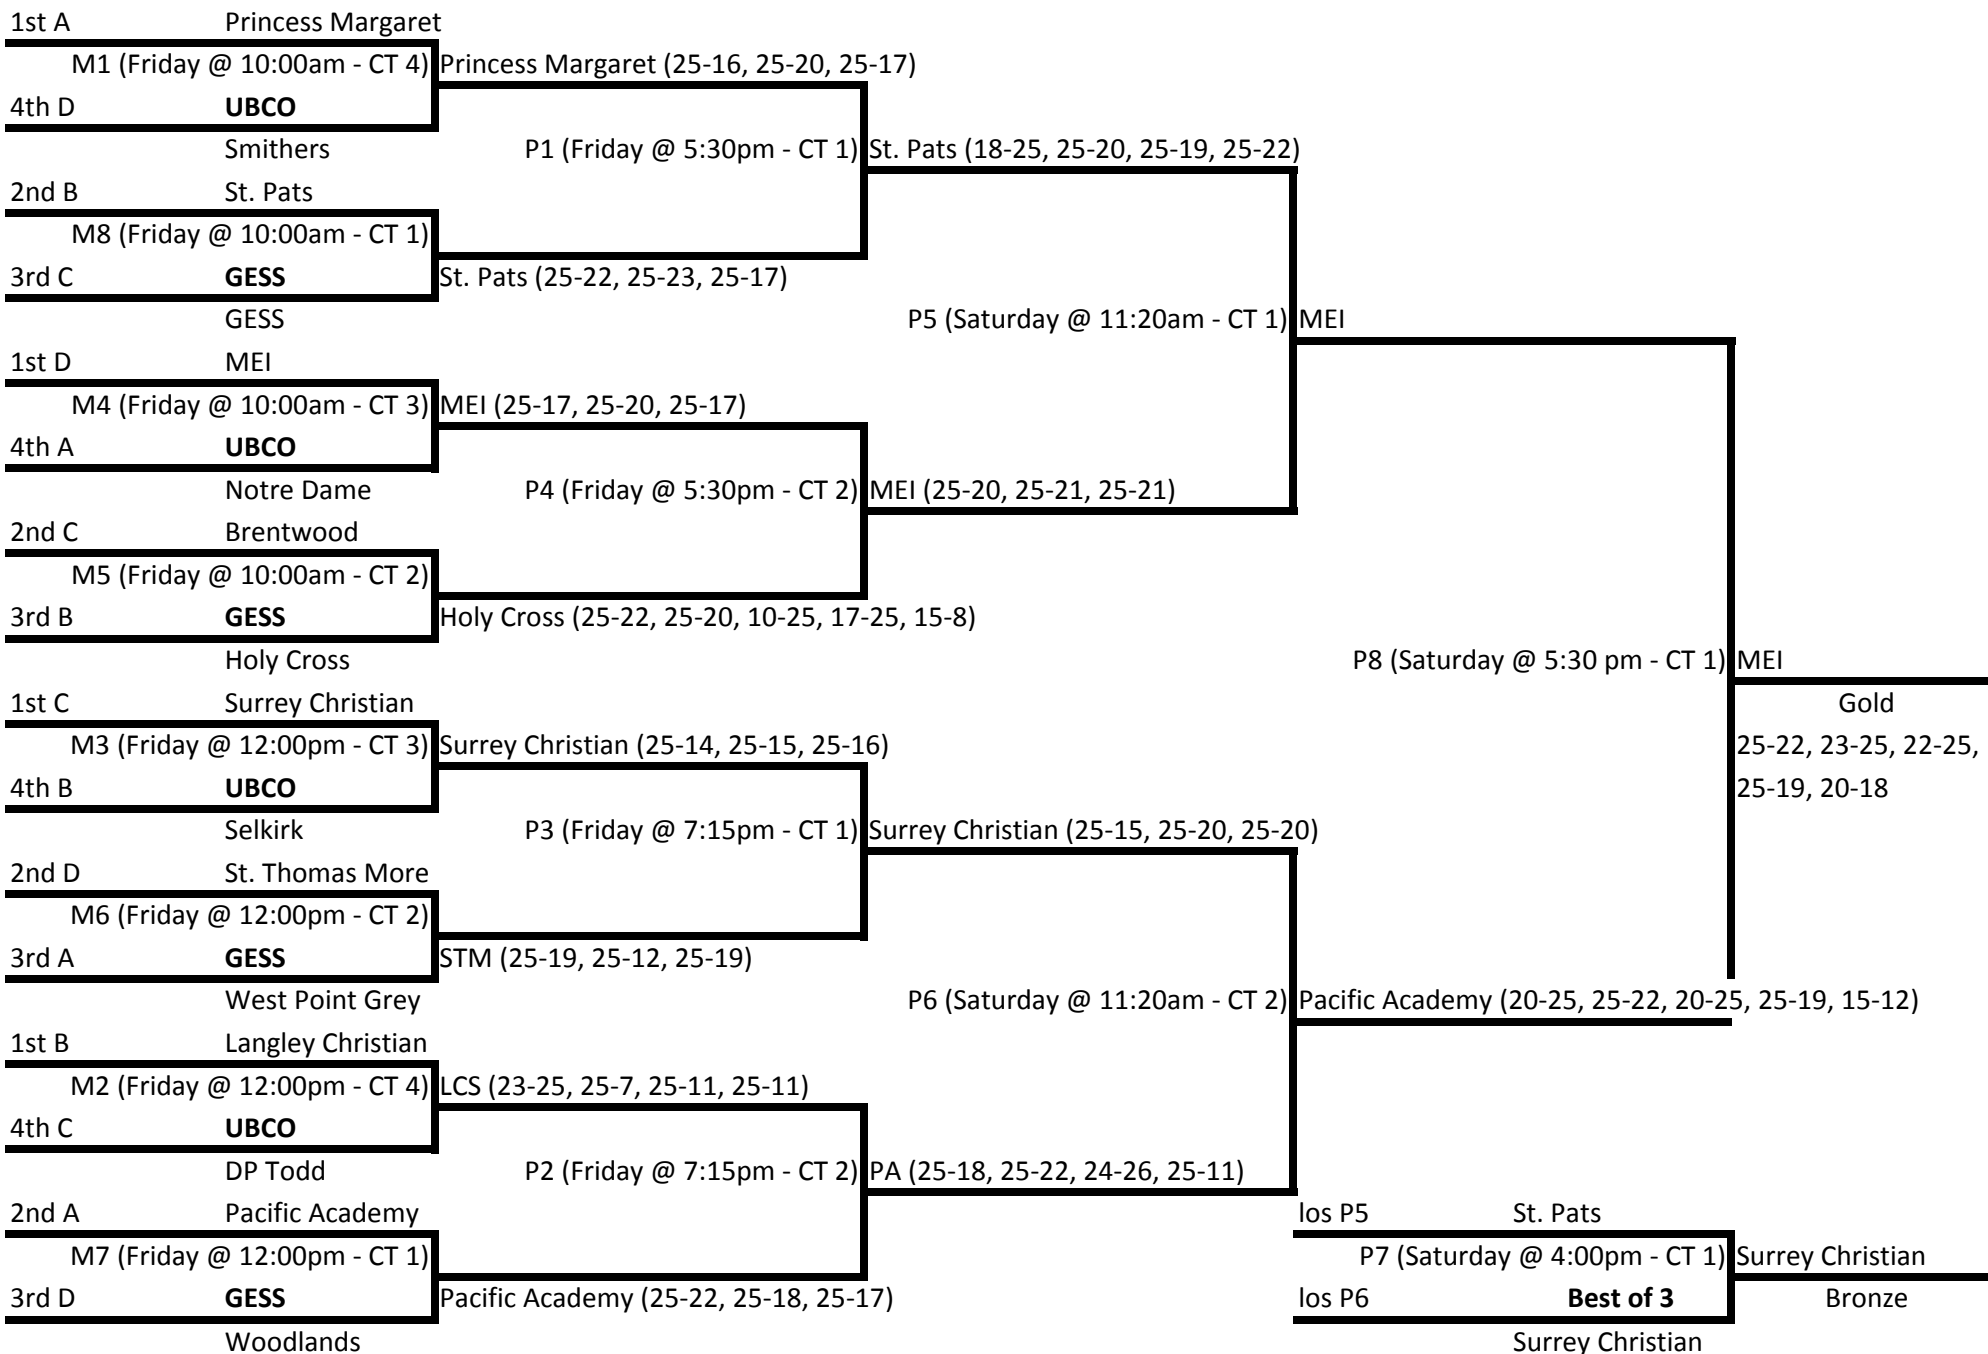 1st A Princess Margaret
M1 (Friday @ 10:00am - CT 4) Princess Margaret (25-16, 25-20, 25-17)
4th D UBCO
Smithers P1 (Friday @ 5:30pm - CT 1) St. Pats (18-25, 25-20, 25-19, 25-22)
2nd B St. Pats
M8 (Friday @ 10:00am - CT 1)
3rd C GESS St. Pats (25-22, 25-23, 25-17)
GESS P5 (Saturday @ 11:20am - CT 1) MEI
1st D MEI
M4 (Friday @ 10:00am - CT 3) MEI (25-17, 25-20, 25-17)
4th A UBCO
Notre Dame P4 (Friday @ 5:30pm - CT 2) MEI (25-20, 25-21, 25-21)
2nd C Brentwood
M5 (Friday @ 10:00am - CT 2)
3rd B GESS Holy Cross (25-22, 25-20, 10-25, 17-25, 15-8)
Holy Cross P8 (Saturday @ 5:30 pm - CT 1) MEI
1st C Surrey Christian Gold
M3 (Friday @ 12:00pm - CT 3) Surrey Christian (25-14, 25-15, 25-16) 25-22, 23-25, 22-25,
4th B UBCO 25-19, 20-18
Selkirk P3 (Friday @ 7:15pm - CT 1) Surrey Christian (25-15, 25-20, 25-20)
2nd D St. Thomas More
M6 (Friday @ 12:00pm - CT 2)
3rd A GESS STM (25-19, 25-12, 25-19)
West Point Grey P6 (Saturday @ 11:20am - CT 2) Pacific Academy (20-25, 25-22, 20-25, 25-19, 15-12)
1st B Langley Christian
M2 (Friday @ 12:00pm - CT 4) LCS (23-25, 25-7, 25-11, 25-11)
4th C UBCO
DP Todd P2 (Friday @ 7:15pm - CT 2) PA (25-18, 25-22, 24-26, 25-11)
2nd A Pacific Academy los P5 St. Pats
M7 (Friday @ 12:00pm - CT 1) P7 (Saturday @ 4:00pm - CT 1) Surrey Christian
3rd D GESS Pacific Academy (25-22, 25-18, 25-17) los P6 Best of 3 Bronze
Woodlands Surrey Christian